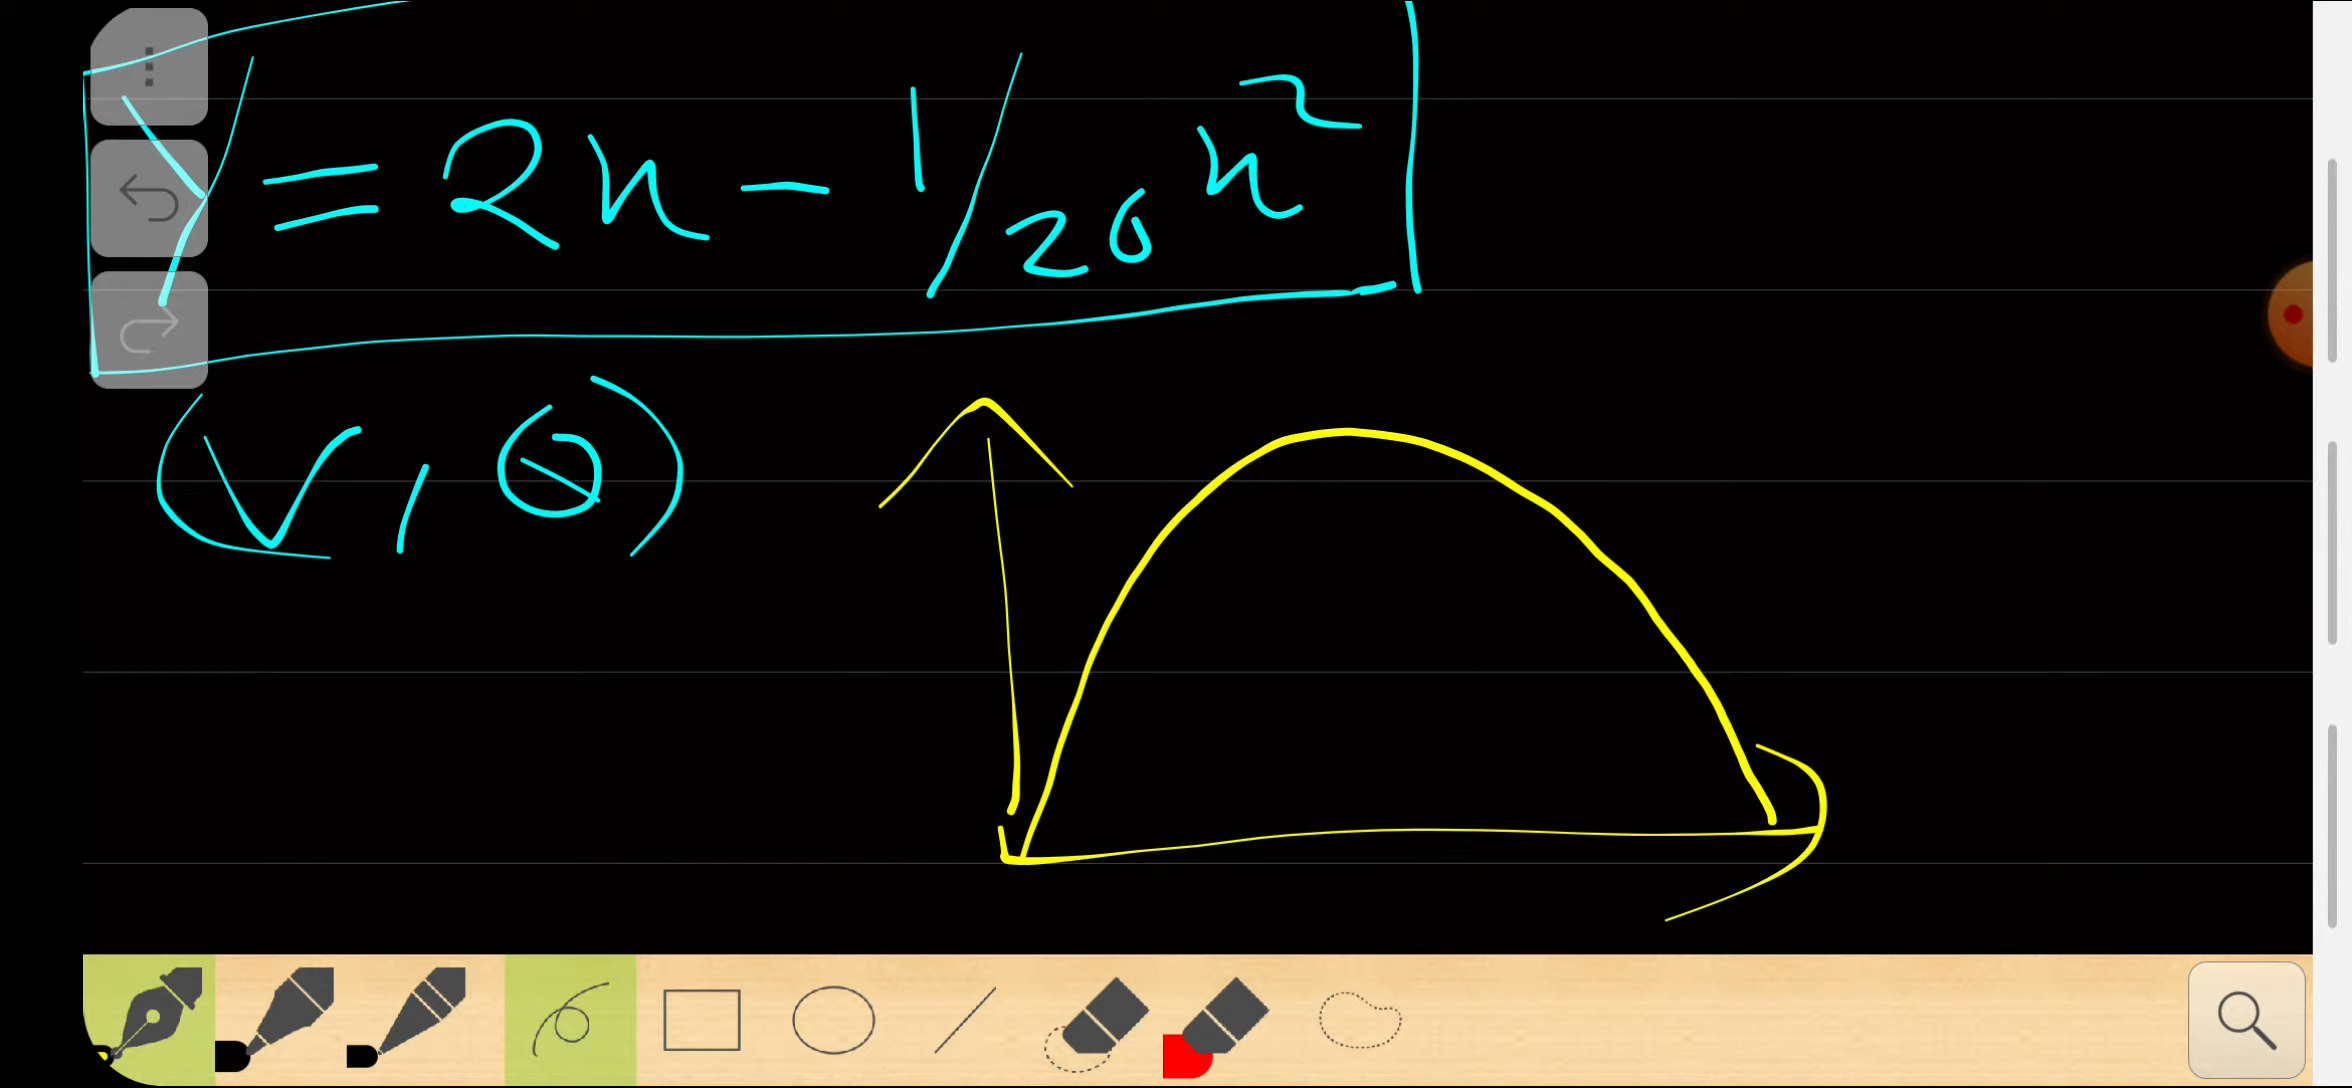 y = 2x - 1/20 x²
(v, θ)